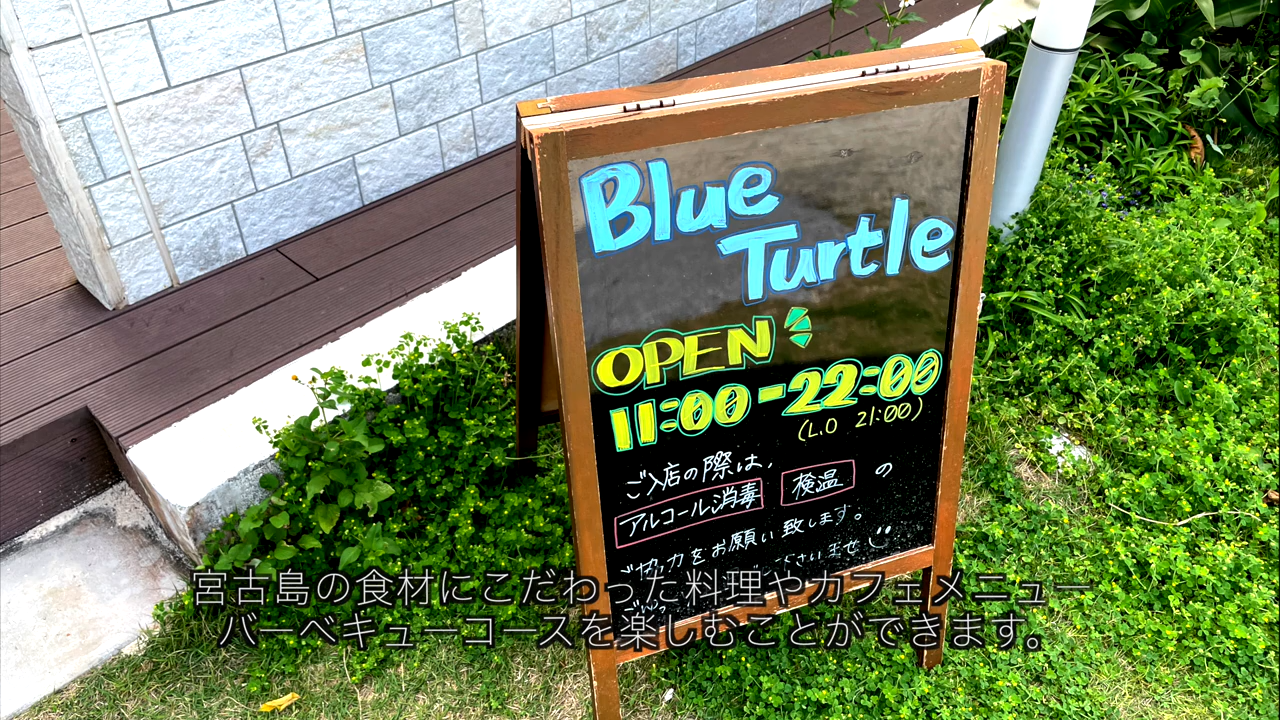 Blue
Turtle
OPEN
11:00-22:00
(L.O 21:00)
ご入店の際は、
アルコール消毒 検温 の
ご協力をお願い致します。
宮古島の食材にこだわった料理やカフェメニュー
バーベキューコースを楽しむことができます。